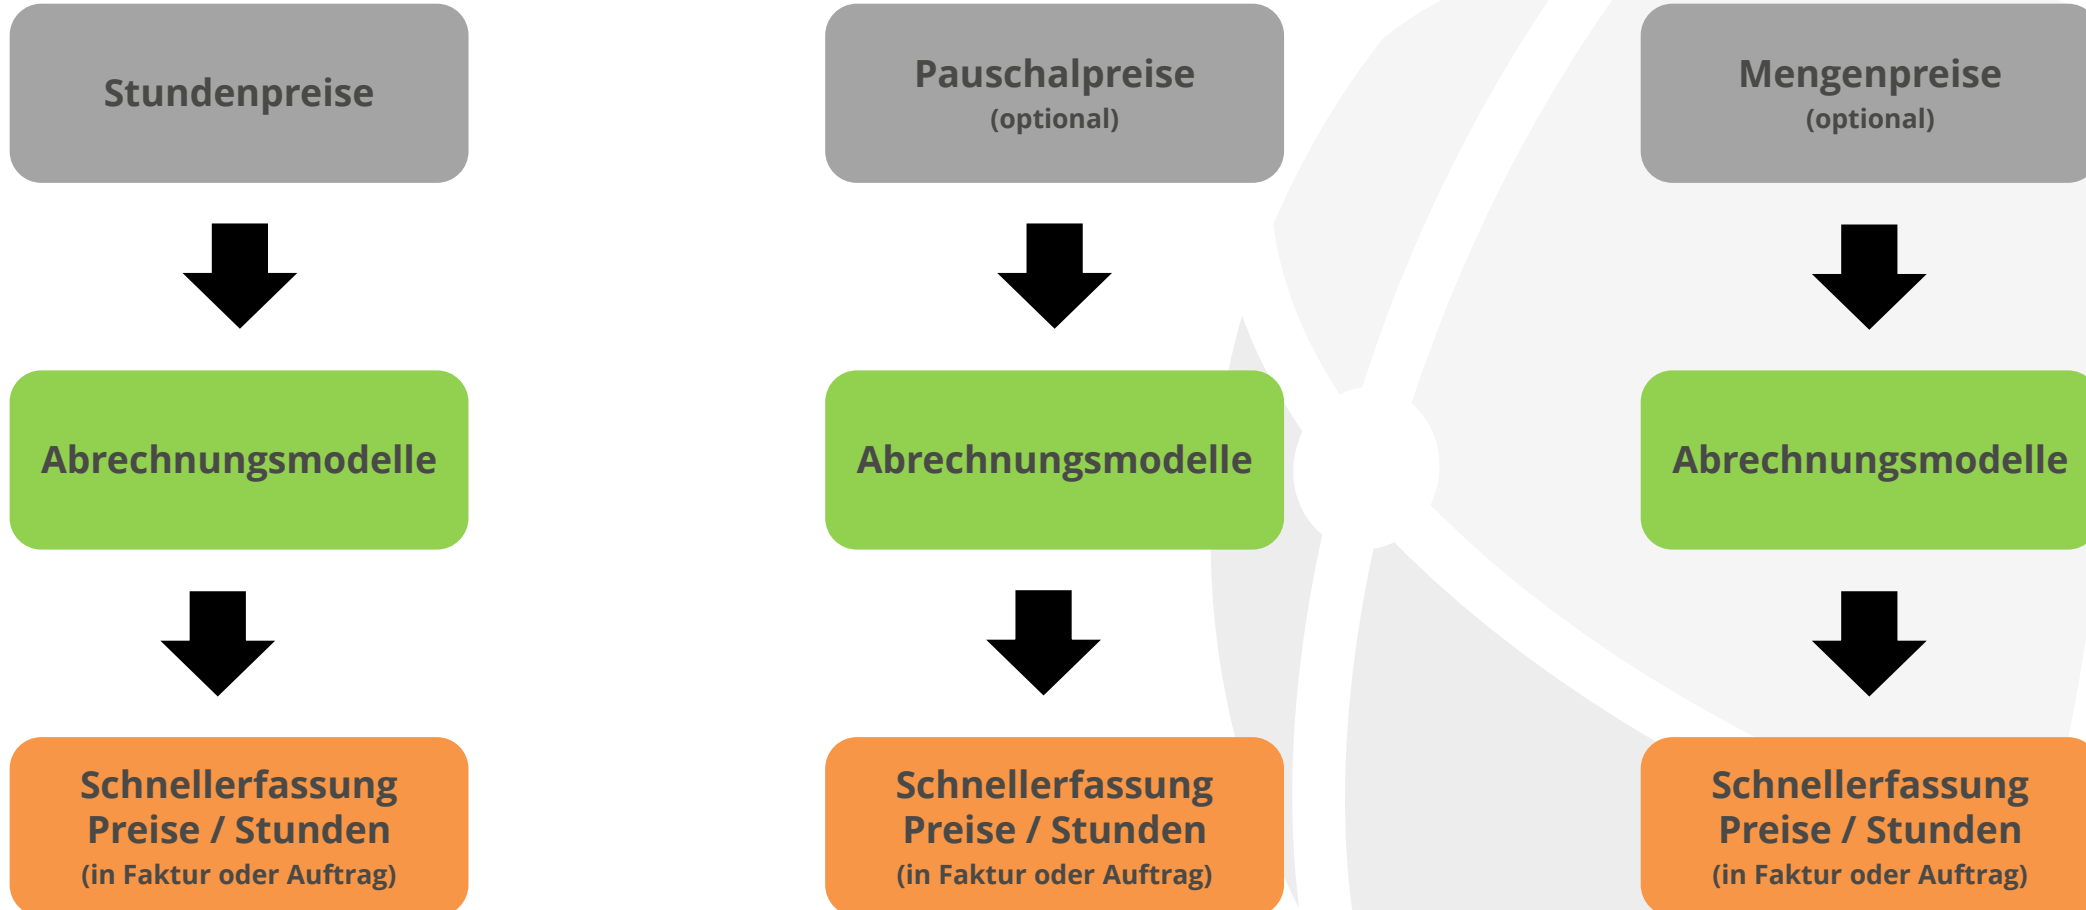 Stundenpreise
Pauschalpreise
(optional)
Mengenpreise
(optional)
Abrechnungsmodelle
Abrechnungsmodelle
Abrechnungsmodelle
Schnellerfassung
Preise / Stunden
(in Faktur oder Auftrag)
Schnellerfassung
Preise / Stunden
(in Faktur oder Auftrag)
Schnellerfassung
Preise / Stunden
(in Faktur oder Auftrag)